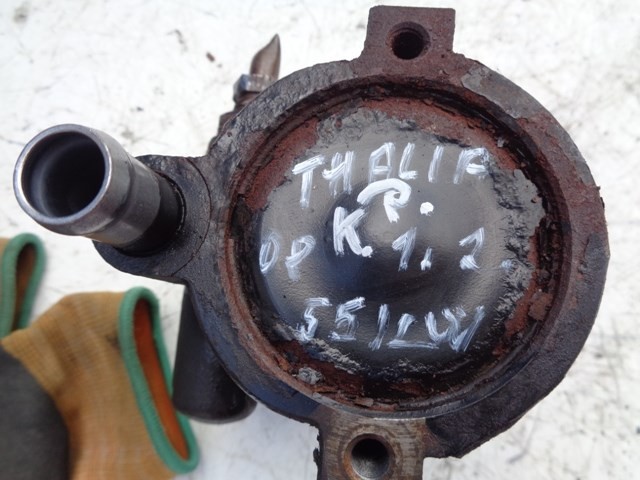 THALIA
R.
OP K. 1,2.
55 KW